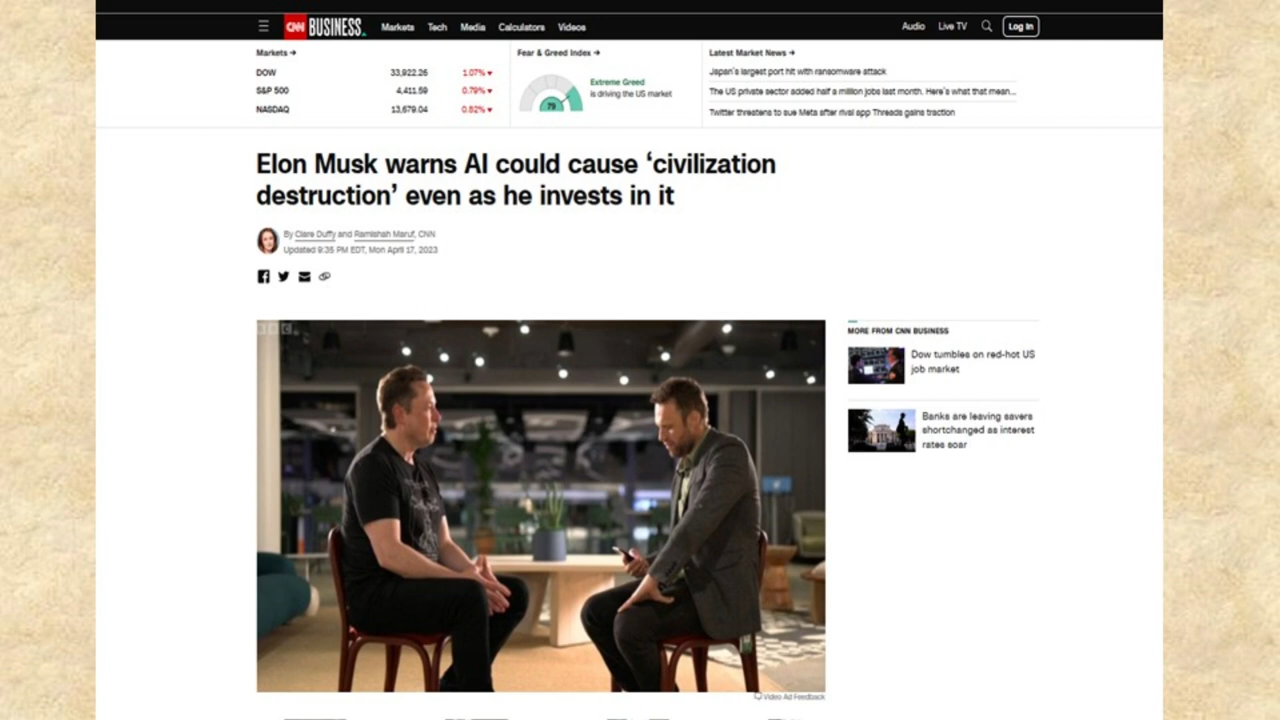 CNN BUSINESS
Markets Tech Media Calculators Videos
Audio Live TV Log In
Markets →
DOW 33,922.26 1.07% ▼
S&P 500 4,411.59 0.79% ▼
NASDAQ 13,679.04 0.82% ▼
Fear & Greed Index →
79
Extreme Greed
is driving the US market
Latest Market News →
Japan's largest port hit with ransomware attack
The US private sector added half a million jobs last month. Here's what that mean...
Twitter threatens to sue Meta after rival app Threads gains traction
Elon Musk warns AI could cause ‘civilization
destruction’ even as he invests in it
By Clare Duffy and Ramishah Maruf, CNN
Updated 9:35 PM EDT, Mon April 17, 2023
BBC
Video Ad Feedback
MORE FROM CNN BUSINESS
Dow tumbles on red-hot US
job market
Banks are leaving savers
shortchanged as interest
rates soar